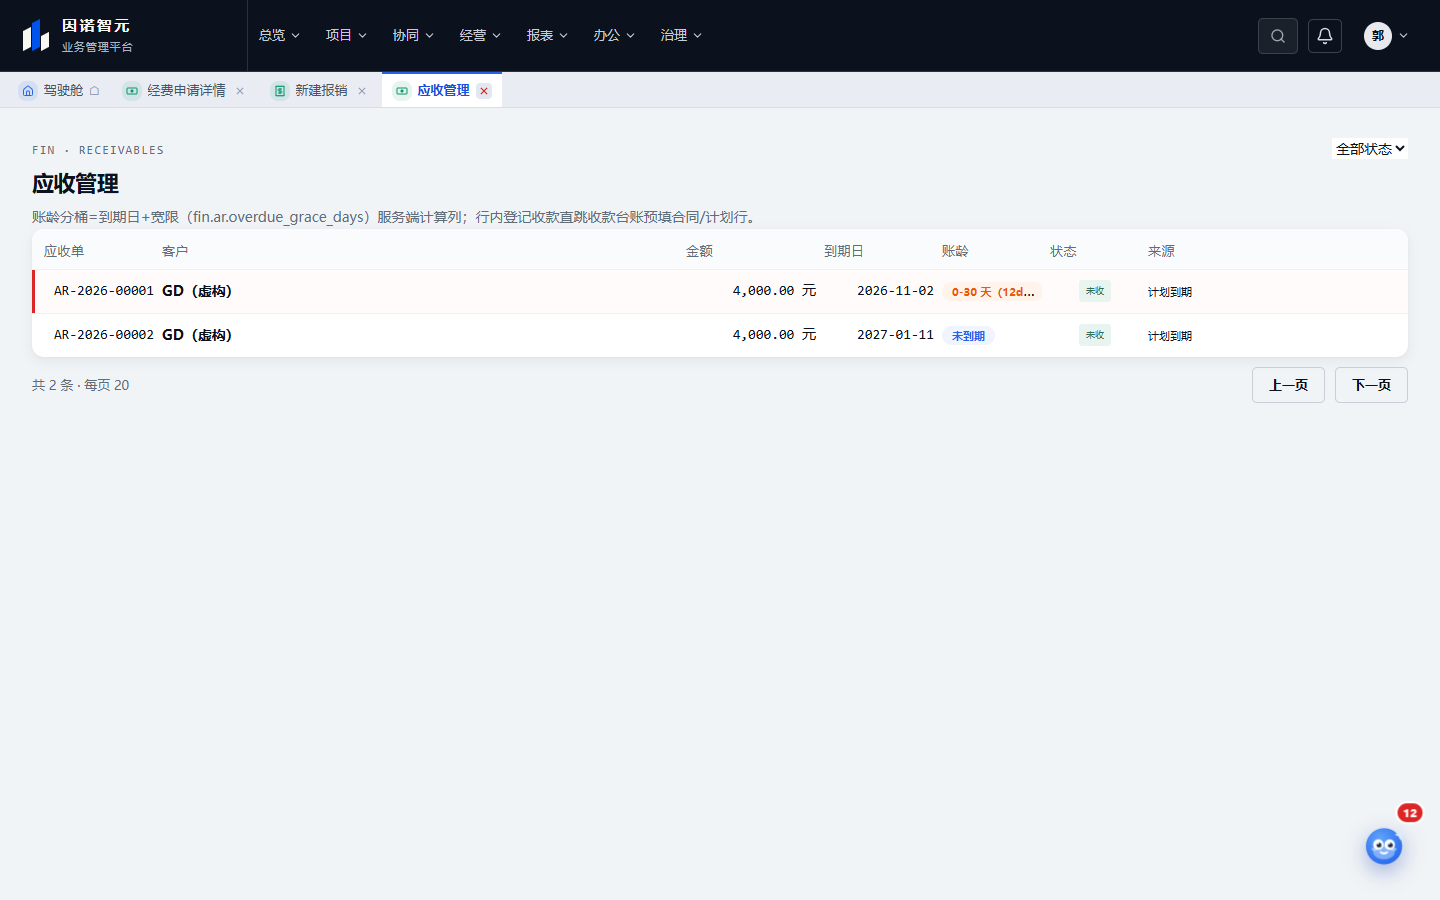 因诺智元
业务管理平台
总览 项目 协同 经营 报表 办公 治理
郭
驾驶舱 经费申请详情 新建报销 应收管理
FIN · RECEIVABLES
全部状态
应收管理
账龄分桶=到期日+宽限（fin.ar.overdue_grace_days）服务端计算列；行内登记收款直跳收款台账预填合同/计划行。
应收单 客户 金额 到期日 账龄 状态 来源
AR-2026-00001 GD（虚构） 4,000.00 元 2026-11-02 0-30 天（12d... 未收 计划到期
AR-2026-00002 GD（虚构） 4,000.00 元 2027-01-11 未到期 未收 计划到期
共 2 条 · 每页 20
上一页 下一页
12